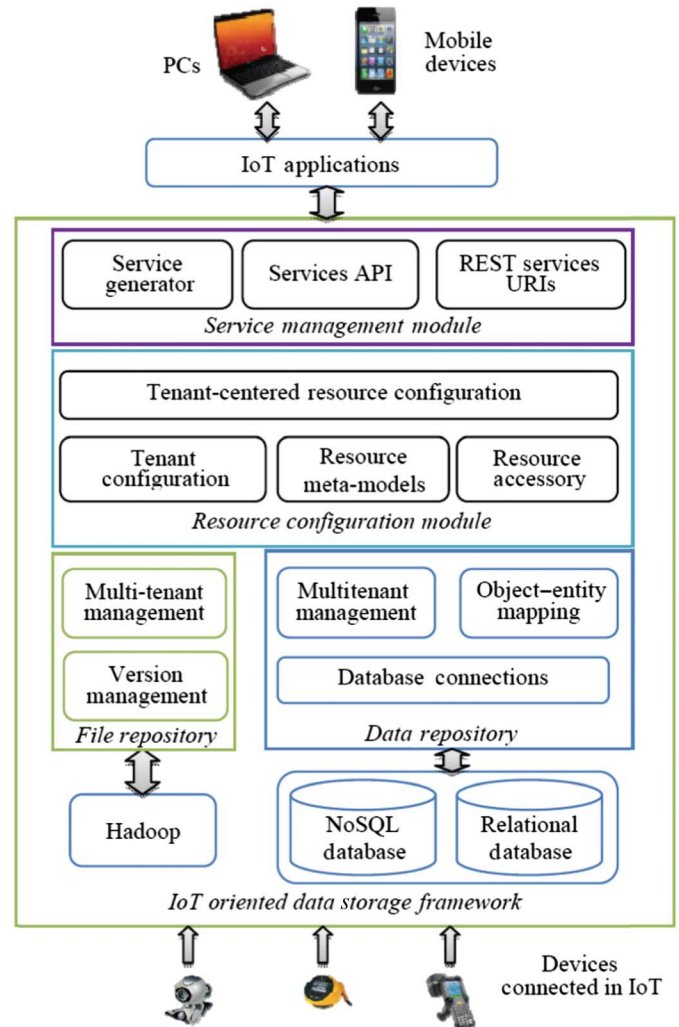 PCs
Mobile
devices
IoT applications
Service
generator
Services API
REST services
URIs
Service management module
Tenant-centered resource configuration
Tenant
configuration
Resource
meta-models
Resource
accessory
Resource configuration module
Multi-tenant
management
Version
management
File repository
Multitenant
management
Object–entity
mapping
Database connections
Data repository
Hadoop
NoSQL
database
Relational
database
IoT oriented data storage framework
Devices
connected in IoT